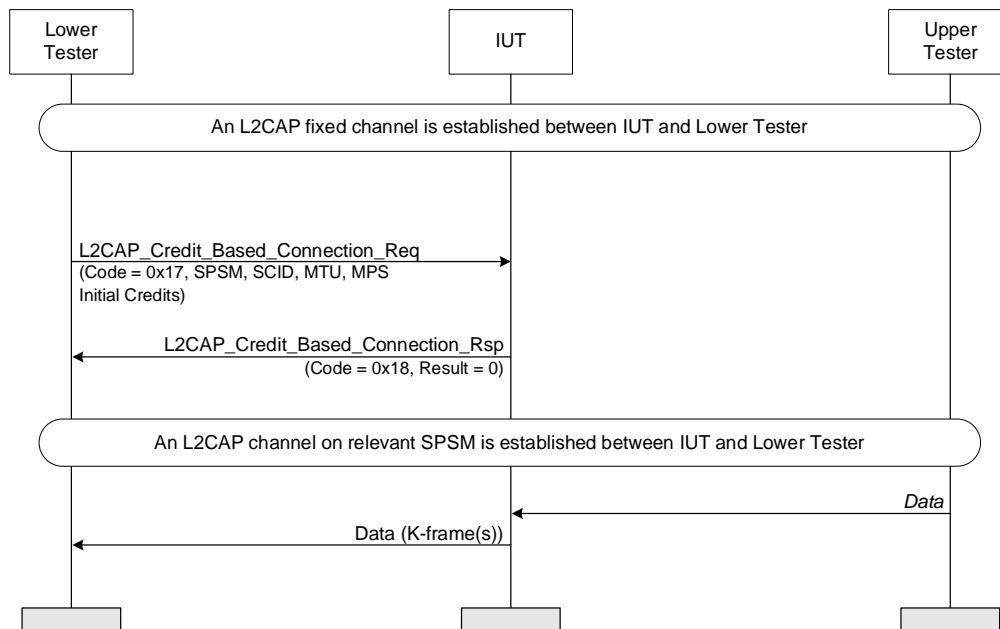 Lower
Tester
IUT
Upper
Tester
An L2CAP fixed channel is established between IUT and Lower Tester
L2CAP_Credit_Based_Connection_Req
(Code = 0x17, SPSM, SCID, MTU, MPS
Initial Credits)
L2CAP_Credit_Based_Connection_Rsp
(Code = 0x18, Result = 0)
An L2CAP channel on relevant SPSM is established between IUT and Lower Tester
Data
Data (K-frame(s))